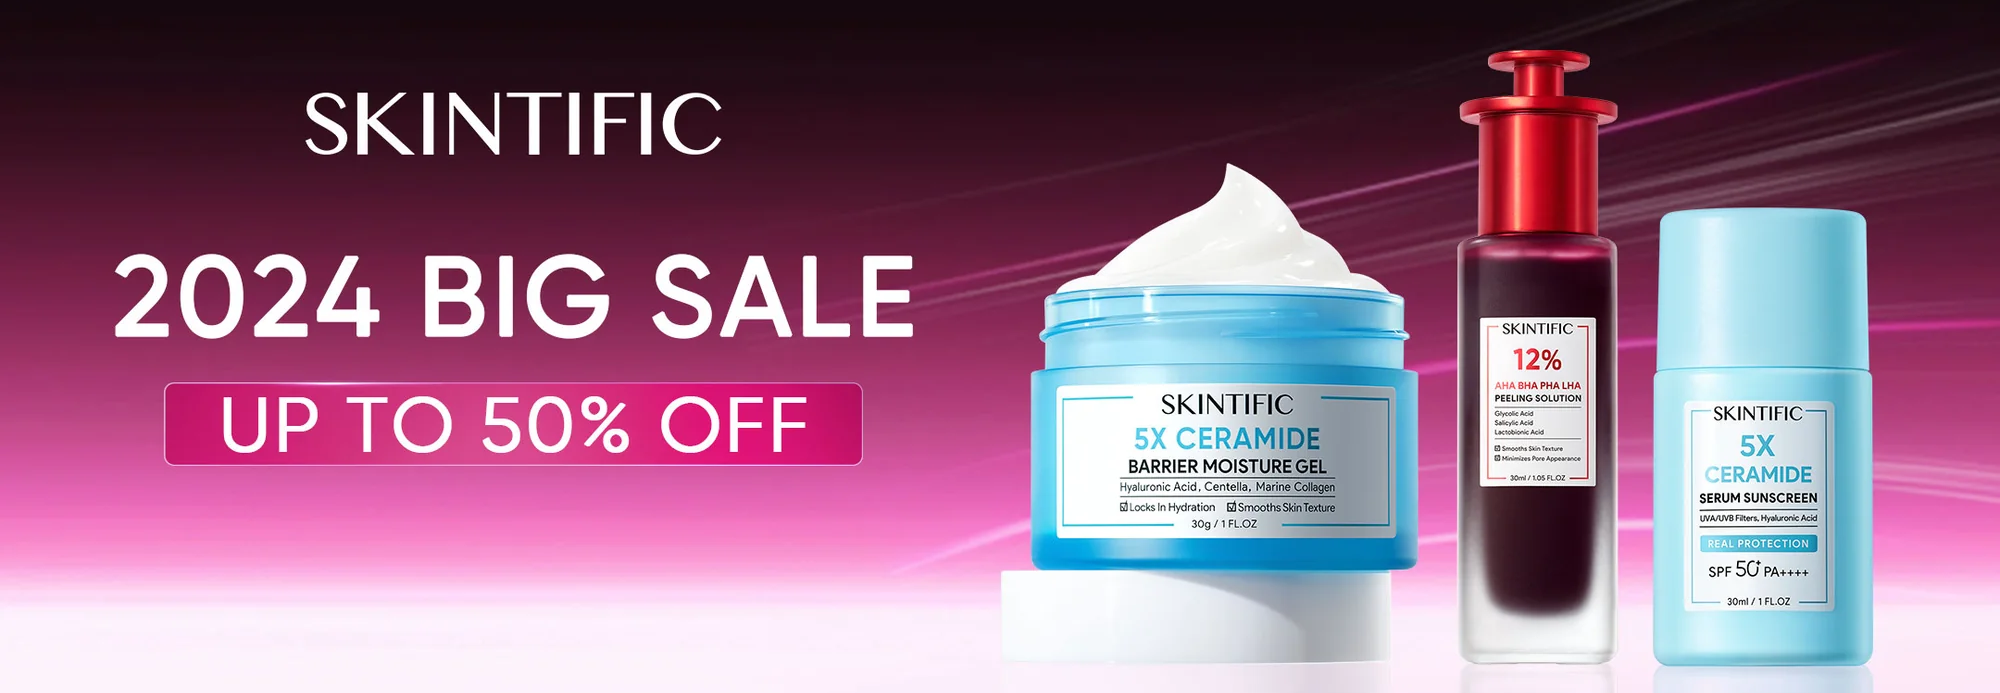 SKINTIFIC
2024 BIG SALE
UP TO 50% OFF
SKINTIFIC
5X CERAMIDE
BARRIER MOISTURE GEL
Hyaluronic Acid, Centella, Marine Collagen
Locks In Hydration Smooths Skin Texture
30g / 1 FL.OZ
SKINTIFIC
12%
AHA BHA PHA LHA
PEELING SOLUTION
Glycolic Acid
Salicylic Acid
Lactobionic Acid
Smooths Skin Texture
Minimizes Pore Appearance
30ml / 1.05 FL.OZ
SKINTIFIC
5X
CERAMIDE
SERUM SUNSCREEN
UVA/UVB Filters, Hyaluronic Acid
REAL PROTECTION
SPF 50+ PA++++
30ml / 1 FL.OZ